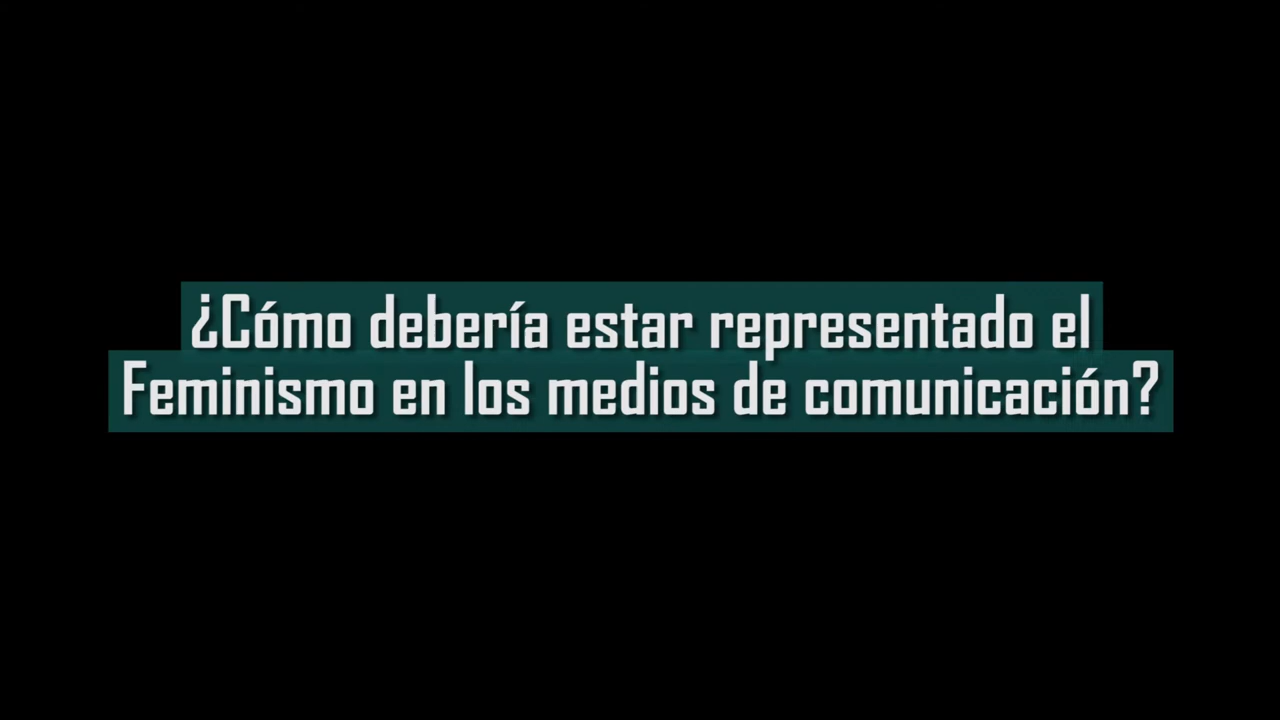 ¿Cómo debería estar representado el
Feminismo en los medios de comunicación?